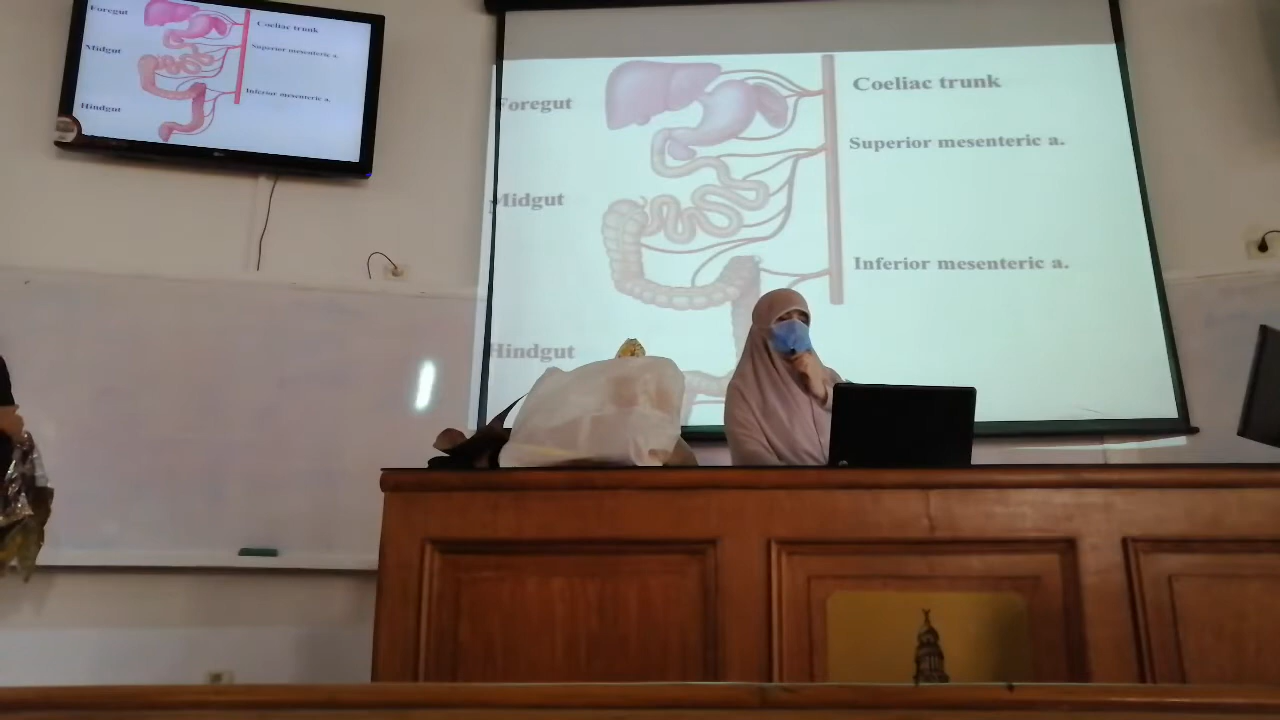 Foregut
Coeliac trunk
Midgut
Superior mesenteric a.
Hindgut
Inferior mesenteric a.
Foregut
Coeliac trunk
Superior mesenteric a.
Midgut
Inferior mesenteric a.
Hindgut